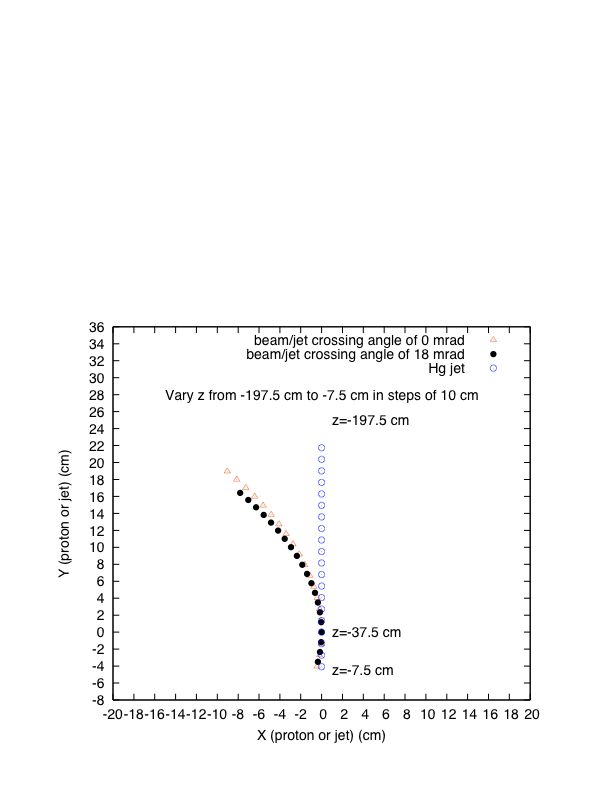 36
34
32
30
28
26
24
22
20
18
16
14
12
10
8
6
4
2
0
-2
-4
-6
-8
Y (proton or jet) (cm)
beam/jet crossing angle of 0 mrad
beam/jet crossing angle of 18 mrad
Hg jet
Vary z from -197.5 cm to -7.5 cm in steps of 10 cm
z=-197.5 cm
z=-37.5 cm
z=-7.5 cm
-20-18-16-14-12-10 -8 -6 -4 -2 0 2 4 6 8 10 12 14 16 18 20
X (proton or jet) (cm)